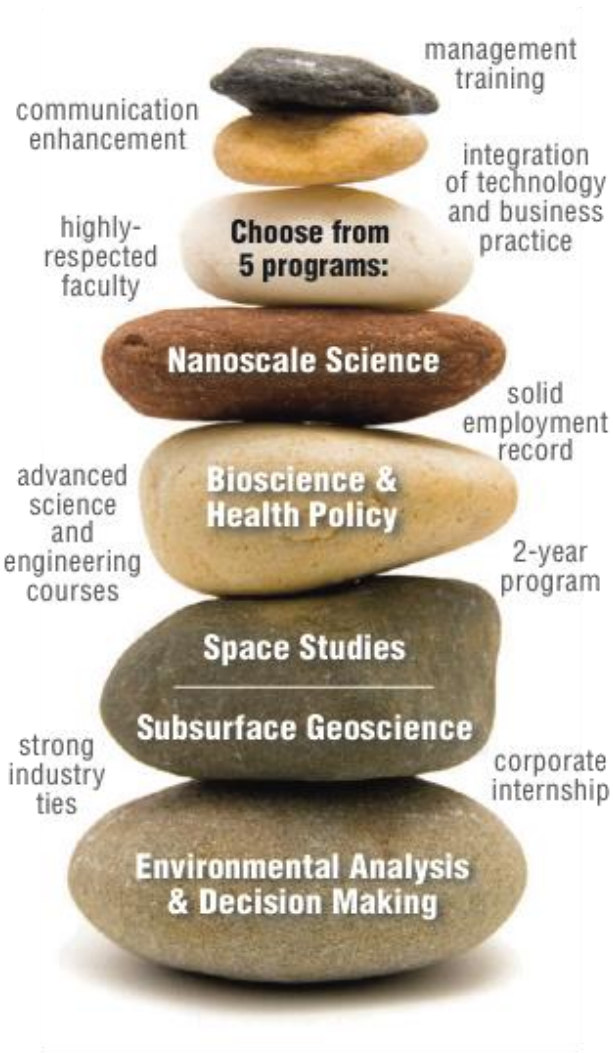 management
training
communication
enhancement
integration
of technology
and business
practice
highly-
respected
faculty
Choose from
5 programs:
Nanoscale Science
solid
employment
record
advanced
science
and
engineering
courses
Bioscience &
Health Policy
2-year
program
Space Studies
Subsurface Geoscience
strong
industry
ties
corporate
internship
Environmental Analysis
& Decision Making